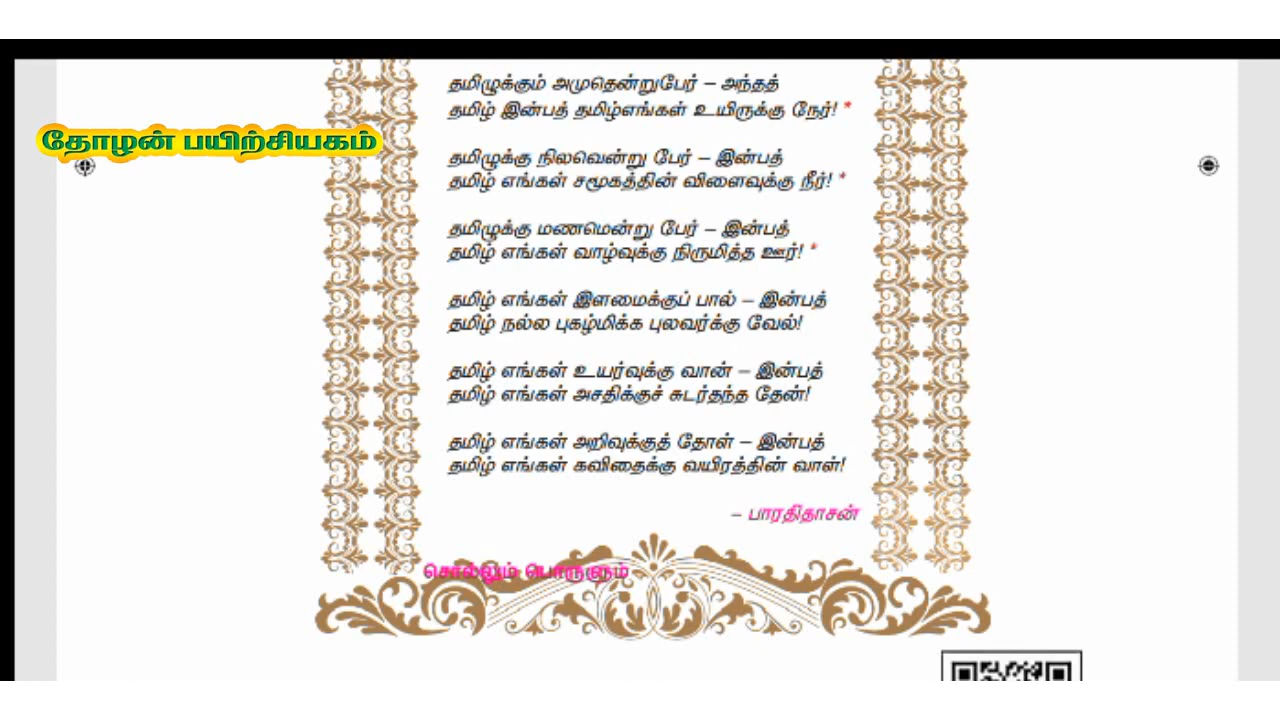 தமிழுக்கும் அமுதென்றுபேர் – அந்தத்
தமிழ் இன்பத் தமிழ்எங்கள் உயிருக்கு நேர்! *
தோழன் பயிற்சியகம்
தமிழுக்கு நிலவென்று பேர் – இன்பத்
தமிழ் எங்கள் சமூகத்தின் விளைவுக்கு நீர்! *
தமிழுக்கு மணமென்று பேர் – இன்பத்
தமிழ் எங்கள் வாழ்வுக்கு நிருமித்த ஊர்! *
தமிழ் எங்கள் இளமைக்குப் பால் – இன்பத்
தமிழ் நல்ல புகழ்மிக்க புலவர்க்கு வேல்!
தமிழ் எங்கள் உயர்வுக்கு வான் – இன்பத்
தமிழ் எங்கள் அசதிக்குச் சுடர்தந்த தேன்!
தமிழ் எங்கள் அறிவுக்குத் தோள் – இன்பத்
தமிழ் எங்கள் கவிதைக்கு வயிரத்தின் வாள்!
– பாரதிதாசன்
சொல்லும் பொருளும்